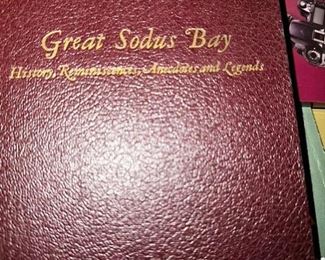 Great Sodus Bay
History, Reminiscences, Anecdotes and Legends